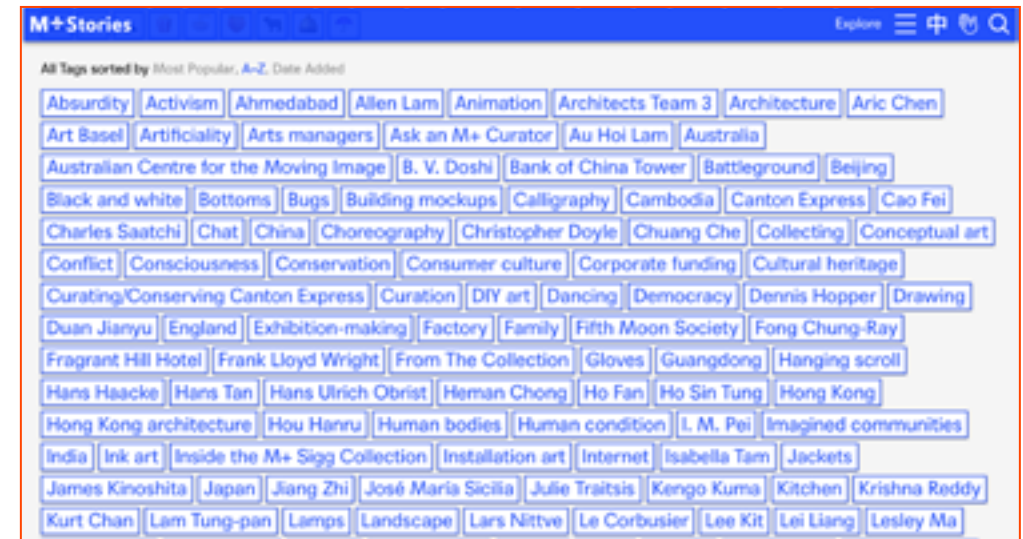 M+Stories Explore 中
All Tags sorted by Most Popular, A–Z, Date Added
Absurdity Activism Ahmedabad Allen Lam Animation Architects Team 3 Architecture Aric Chen
Art Basel Artificiality Arts managers Ask an M+ Curator Au Hoi Lam Australia
Australian Centre for the Moving Image B. V. Doshi Bank of China Tower Battleground Beijing
Black and white Bottoms Bugs Building mockups Calligraphy Cambodia Canton Express Cao Fei
Charles Saatchi Chat China Choreography Christopher Doyle Chuang Che Collecting Conceptual art
Conflict Consciousness Conservation Consumer culture Corporate funding Cultural heritage
Curating/Conserving Canton Express Curation DIY art Dancing Democracy Dennis Hopper Drawing
Duan Jianyu England Exhibition-making Factory Family Fifth Moon Society Fong Chung-Ray
Fragrant Hill Hotel Frank Lloyd Wright From The Collection Gloves Guangdong Hanging scroll
Hans Haacke Hans Tan Hans Ulrich Obrist Heman Chong Ho Fan Ho Sin Tung Hong Kong
Hong Kong architecture Hou Hanru Human bodies Human condition I. M. Pei Imagined communities
India Ink art Inside the M+ Sigg Collection Installation art Internet Isabella Tam Jackets
James Kinoshita Japan Jiang Zhi José María Sicilia Julie Traitsis Kengo Kuma Kitchen Krishna Reddy
Kurt Chan Lam Tung-pan Lamps Landscape Lars Nittve Le Corbusier Lee Kit Lei Liang Lesley Ma